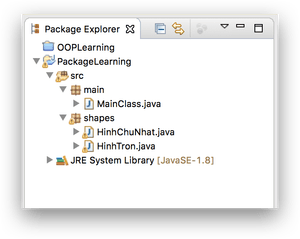 Package Explorer
OOPLearning
PackageLearning
src
main
MainClass.java
shapes
HinhChuNhat.java
HinhTron.java
JRE System Library [JavaSE-1.8]